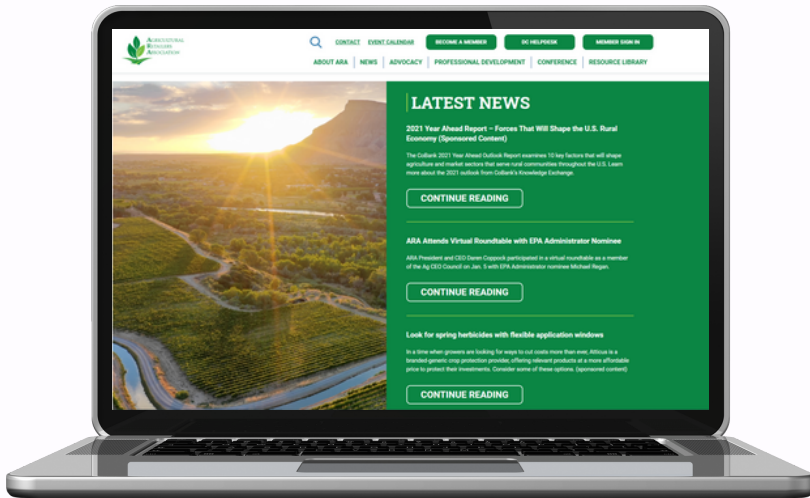 AGRICULTURAL
RETAILERS
ASSOCIATION
CONTACT EVENT CALENDAR BECOME A MEMBER DC HELPDESK MEMBER SIGN IN
ABOUT ARA NEWS ADVOCACY PROFESSIONAL DEVELOPMENT CONFERENCE RESOURCE LIBRARY
LATEST NEWS
2021 Year Ahead Report – Forces That Will Shape the U.S. Rural
Economy (Sponsored Content)
The CoBank 2021 Year Ahead Outlook Report examines 10 key factors that will shape
agriculture and market sectors that serve rural communities throughout the U.S. Learn
more about the 2021 outlook from CoBank's Knowledge Exchange.
CONTINUE READING
ARA Attends Virtual Roundtable with EPA Administrator Nominee
ARA President and CEO Daren Coppock participated in a virtual roundtable as a member
of the Ag CEO Council on Jan. 5 with EPA Administrator nominee Michael Regan.
CONTINUE READING
Look for spring herbicides with flexible application windows
In a time when growers are looking for ways to cut costs more than ever, Atticus is a
branded-generic crop protection provider, offering relevant products at a more affordable
price to protect their investments. Consider some of these options. (sponsored content)
CONTINUE READING